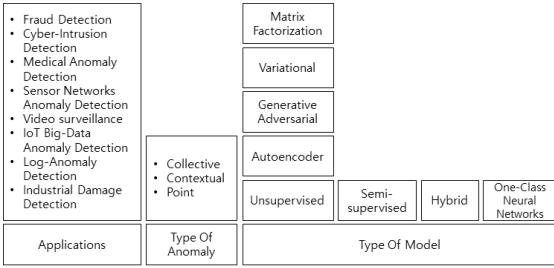 • Fraud Detection
• Cyber-Intrusion
Detection
• Medical Anomaly
Detection
• Sensor Networks
Anomaly Detection
• Video surveillance
• IoT Big-Data
Anomaly Detection
• Log-Anomaly
Detection
• Industrial Damage
Detection
Applications
• Collective
• Contextual
• Point
Type Of
Anomaly
Matrix
Factorization
Variational
Generative
Adversarial
Autoencoder
Unsupervised
Semi-
supervised
Hybrid
One-Class
Neural
Networks
Type Of Model